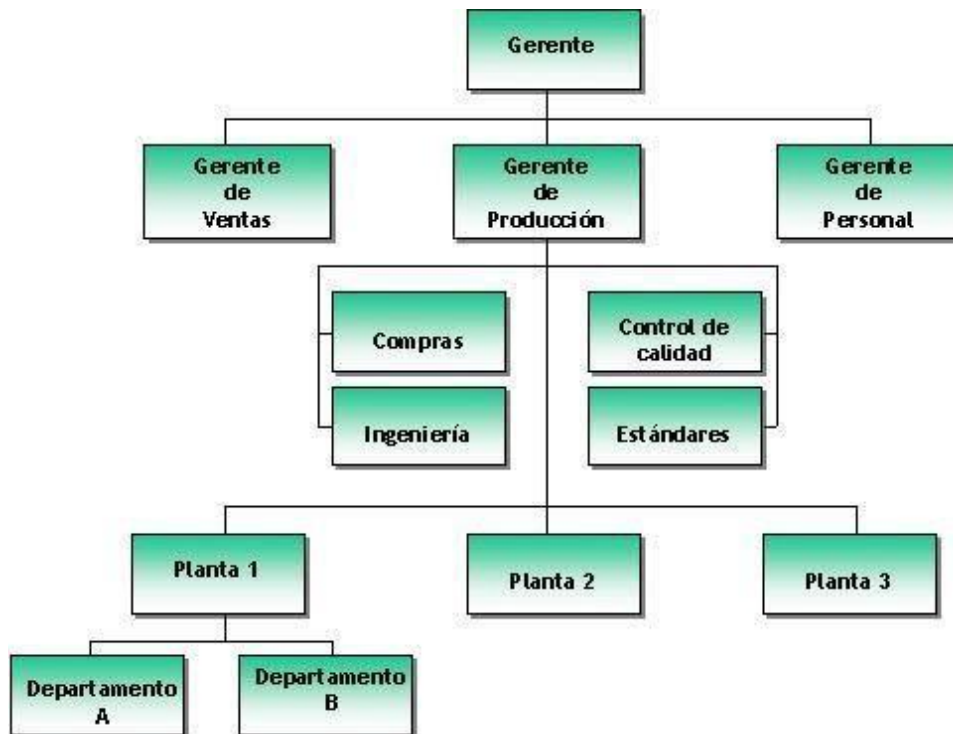 Gerente
Gerente
de
Ventas
Gerente
de
Producción
Gerente
de
Personal
Compras
Control de
calidad
Ingeniería
Estándares
Planta 1
Planta 2
Planta 3
Departamento
A
Departamento
B